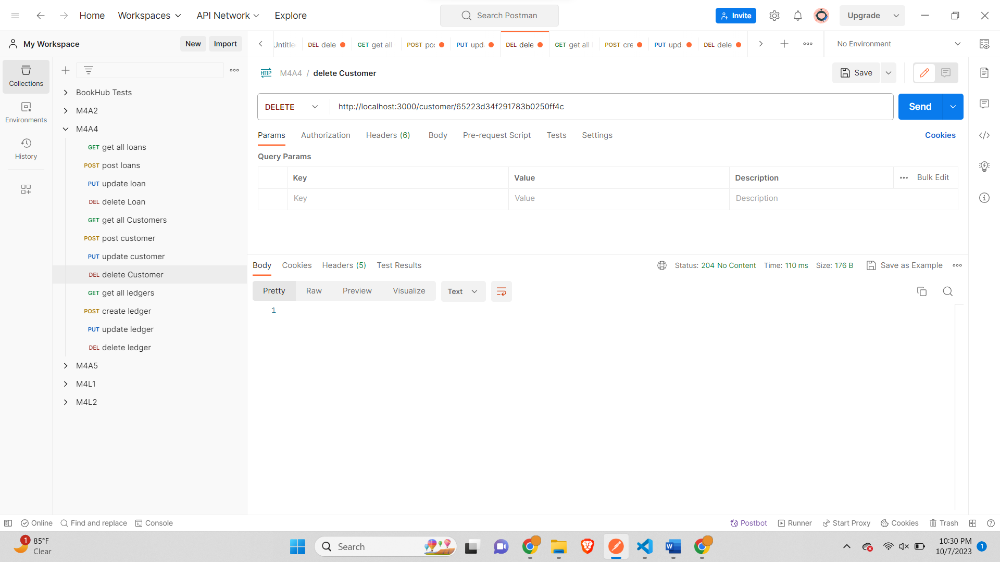 Home Workspaces API Network Explore Search Postman Invite Upgrade
My Workspace New Import
Untitle DEL dele GET get all POST po: PUT upd DEL dele GET get all POST cre PUT upd DEL dele No Environment
Collections
Environments
History
BookHub Tests
M4A2
M4A4
GET get all loans
POST post loans
PUT update loan
DEL delete Loan
GET get all Customers
POST post customer
PUT update customer
DEL delete Customer
GET get all ledgers
POST create ledger
PUT update ledger
DEL delete ledger
M4A5
M4L1
M4L2
HTTP M4A4 / delete Customer Save
DELETE http://localhost:3000/customer/65223d34f291783b0250ff4c Send
Params Authorization Headers (6) Body Pre-request Script Tests Settings Cookies
Query Params
Key Value Description Bulk Edit
Key Value Description
Body Cookies Headers (5) Test Results Status: 204 No Content Time: 110 ms Size: 176 B Save as Example
Pretty Raw Preview Visualize Text
1
Online Find and replace Console Postbot Runner Start Proxy Cookies Trash
1 85°F
Clear
Search
10:30 PM
10/7/2023 1